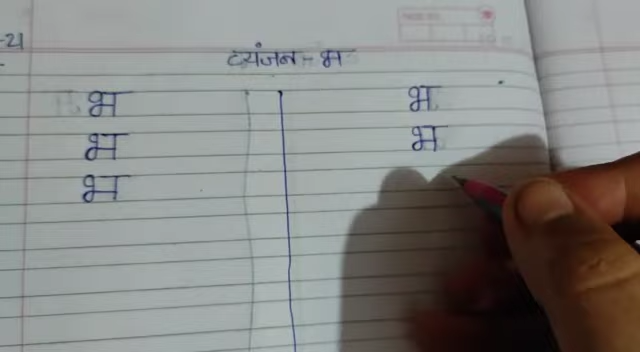 -21
व्यंजन - भ
भ भ
भ भ
भ